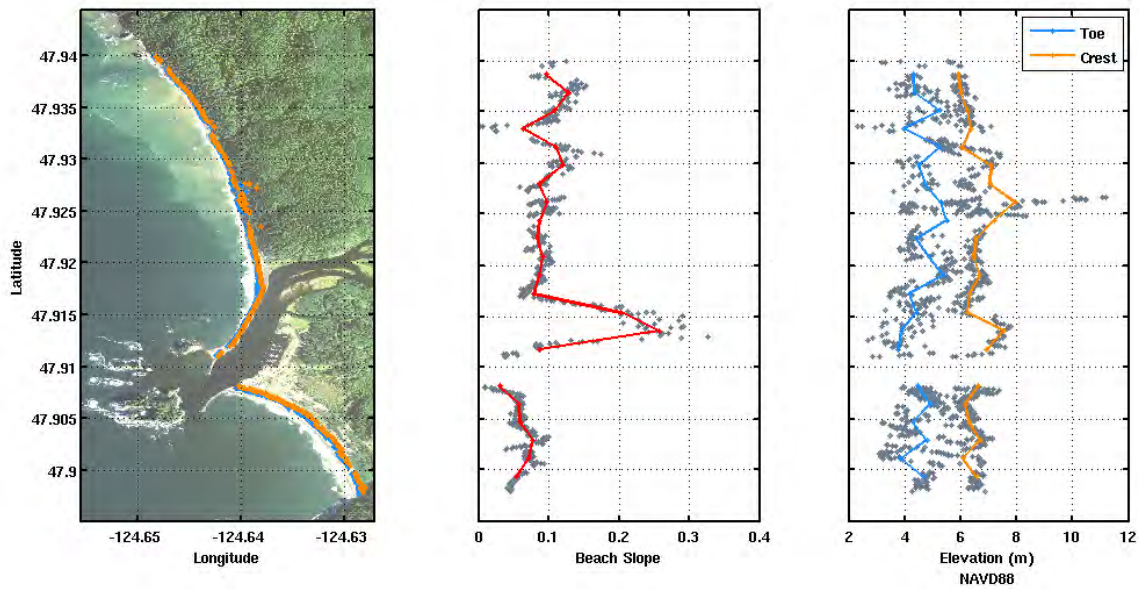 Toe
Crest
47.94
47.935
47.93
47.925
47.92
47.915
47.91
47.905
47.9
Latitude
-124.65 -124.64 -124.63
Longitude
0 0.1 0.2 0.3 0.4
Beach Slope
2 4 6 8 10 12
Elevation (m)
NAVD88